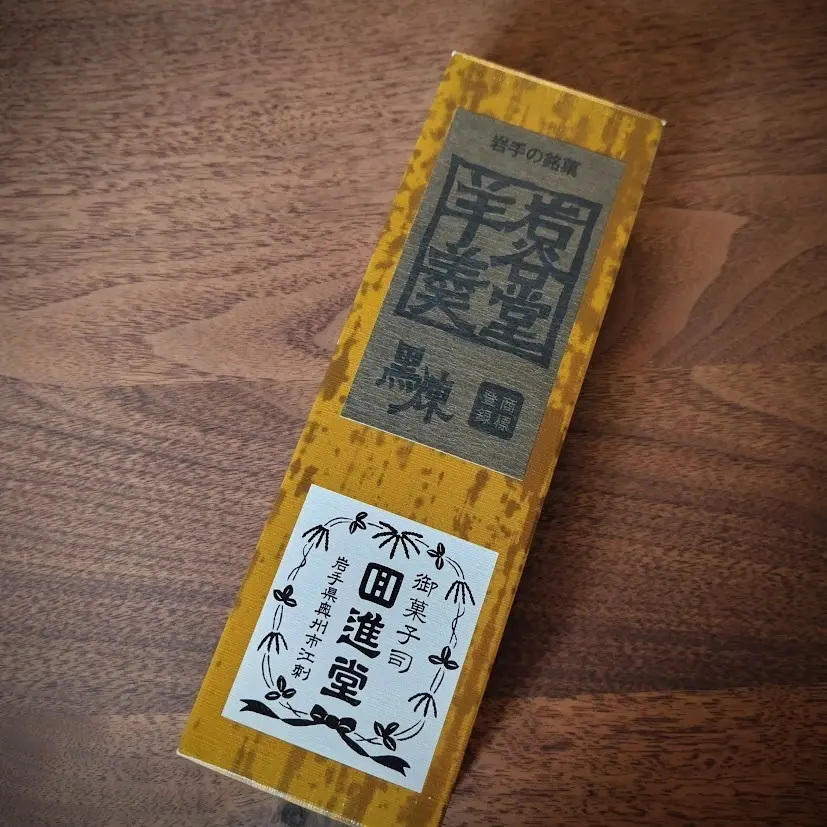 岩手の銘菓
岩谷堂
羊羹
黒煉
商標
登録
御菓子司
回進堂
岩手県奥州市江刺